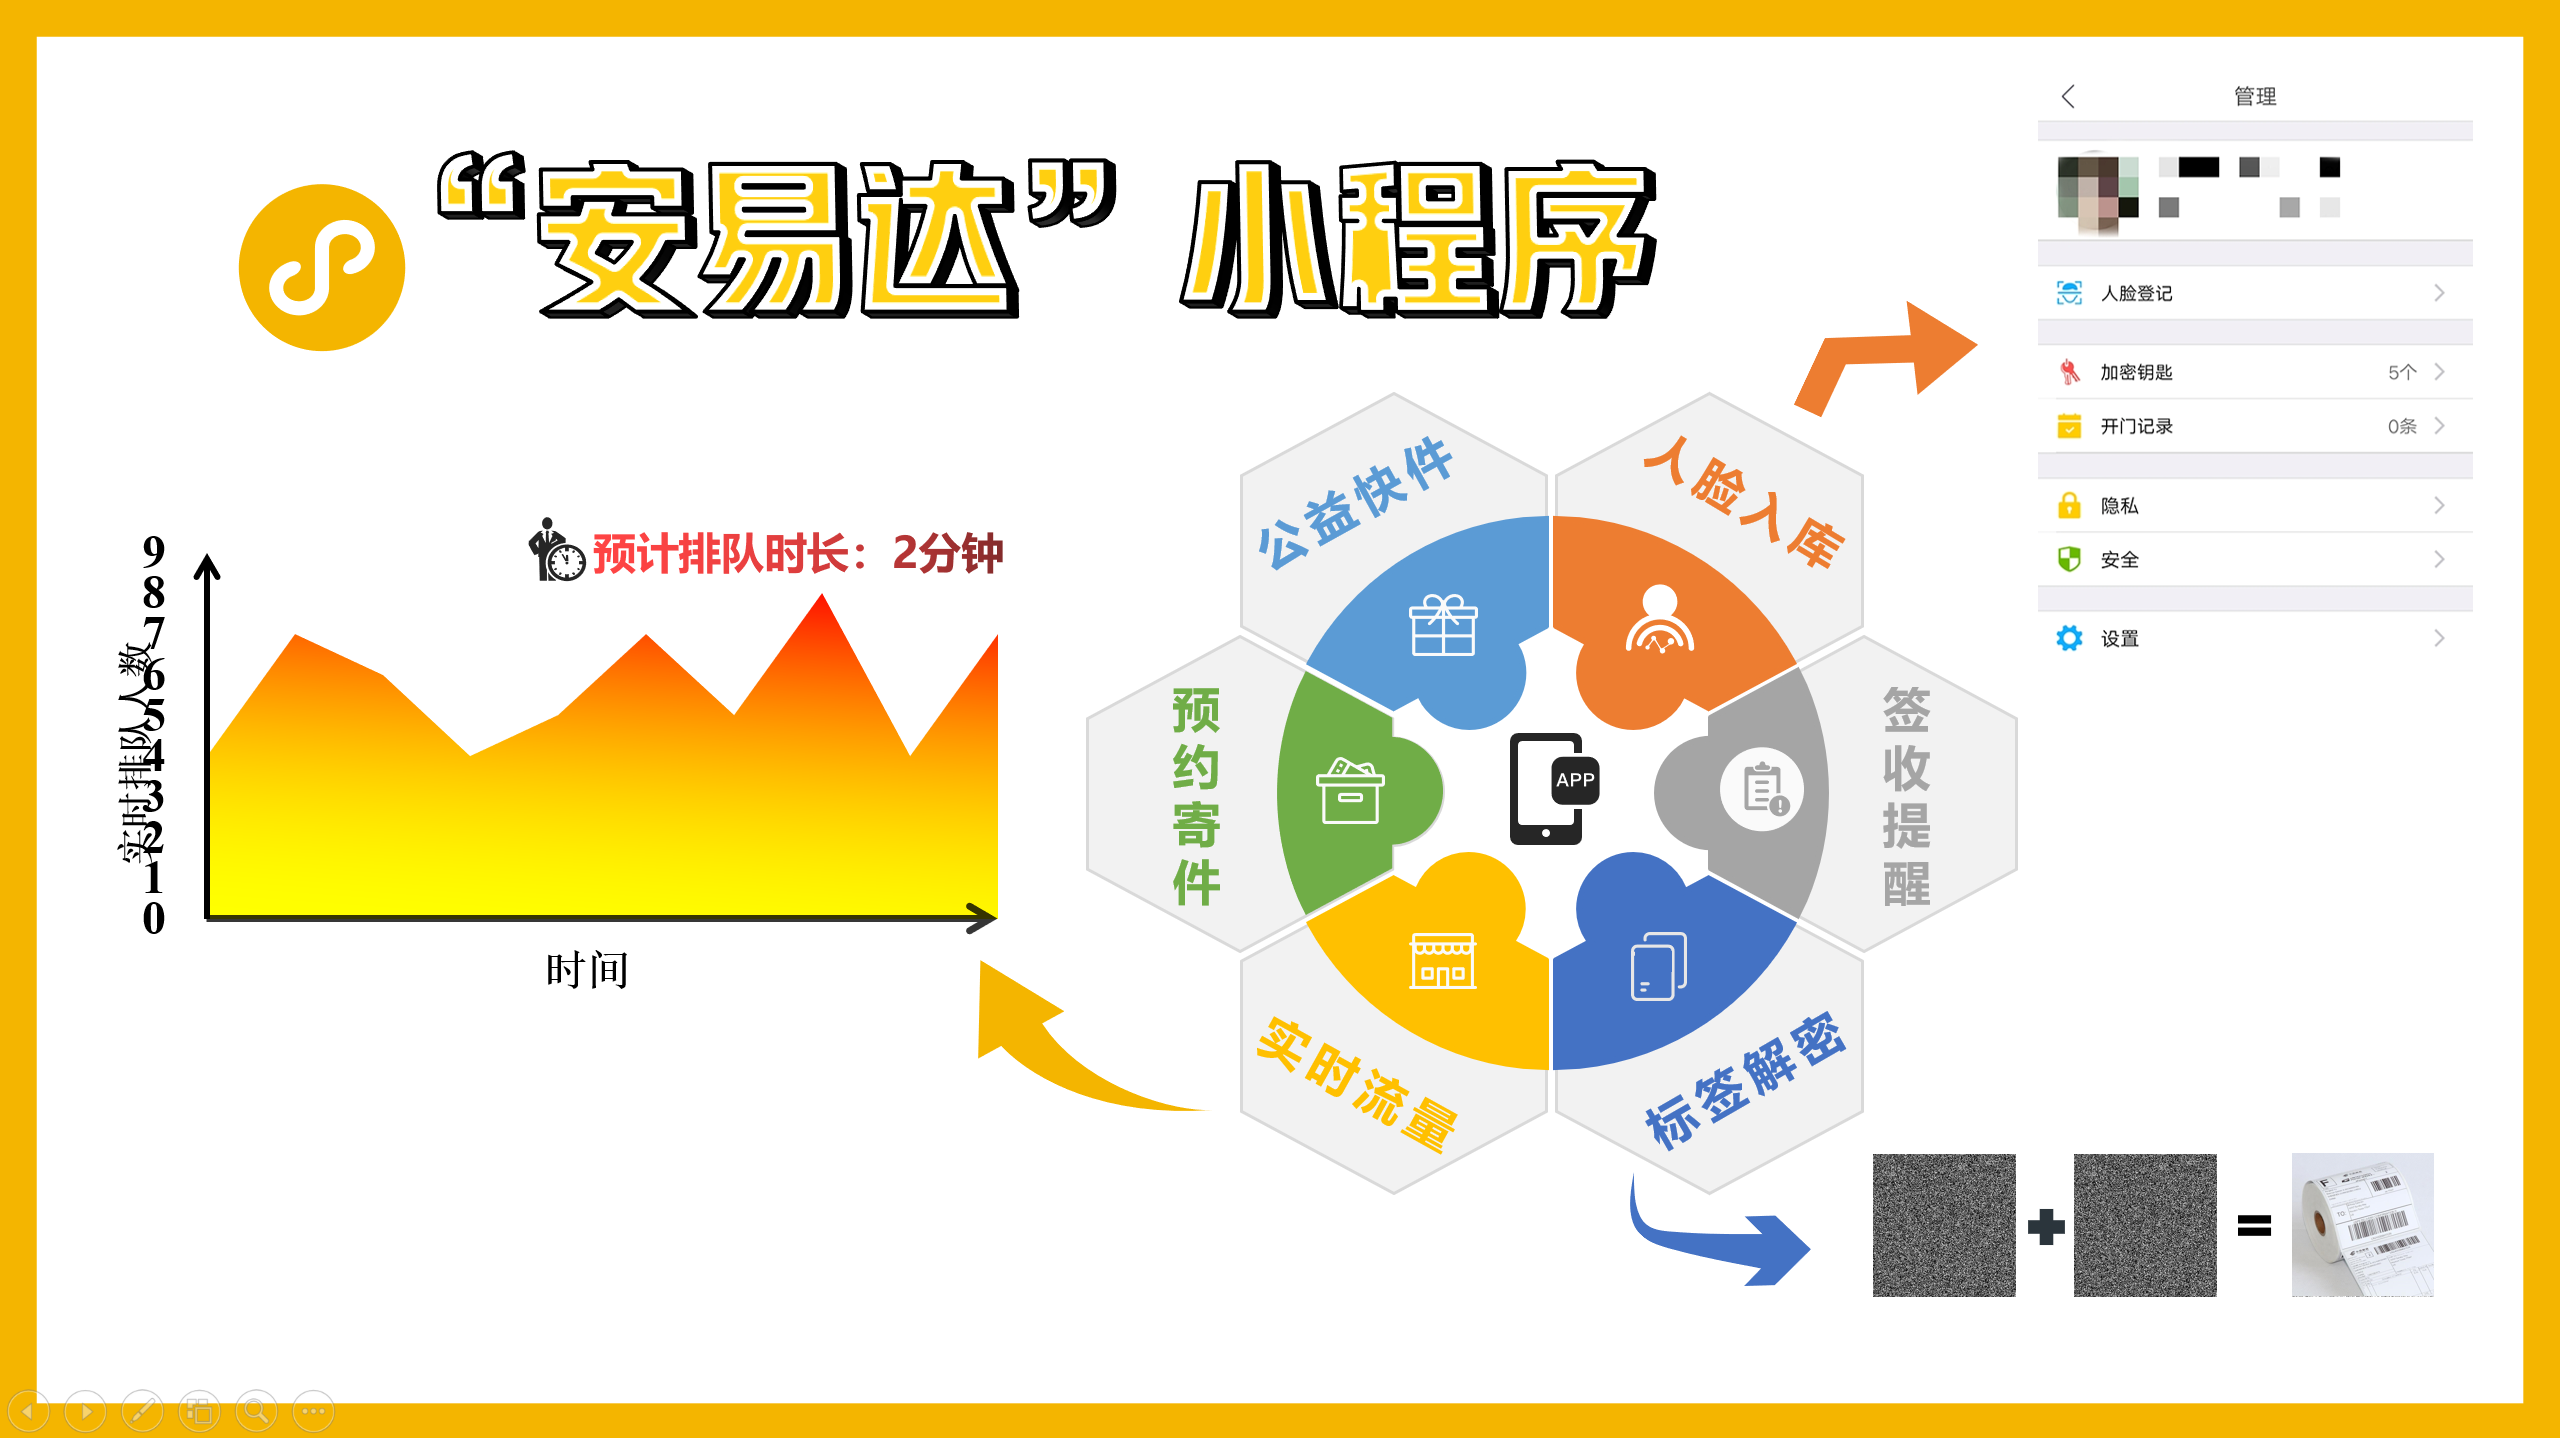 “安易达”小程序
管理
人脸登记
加密钥匙 5个
开门记录 0条
隐私
安全
设置
预计排队时长：2分钟
9
8
7
6
5
4
3
2
1
0
实时排队人数
时间
公益快件
人脸入库
预约寄件
签收提醒
实时流量
标签解密
APP